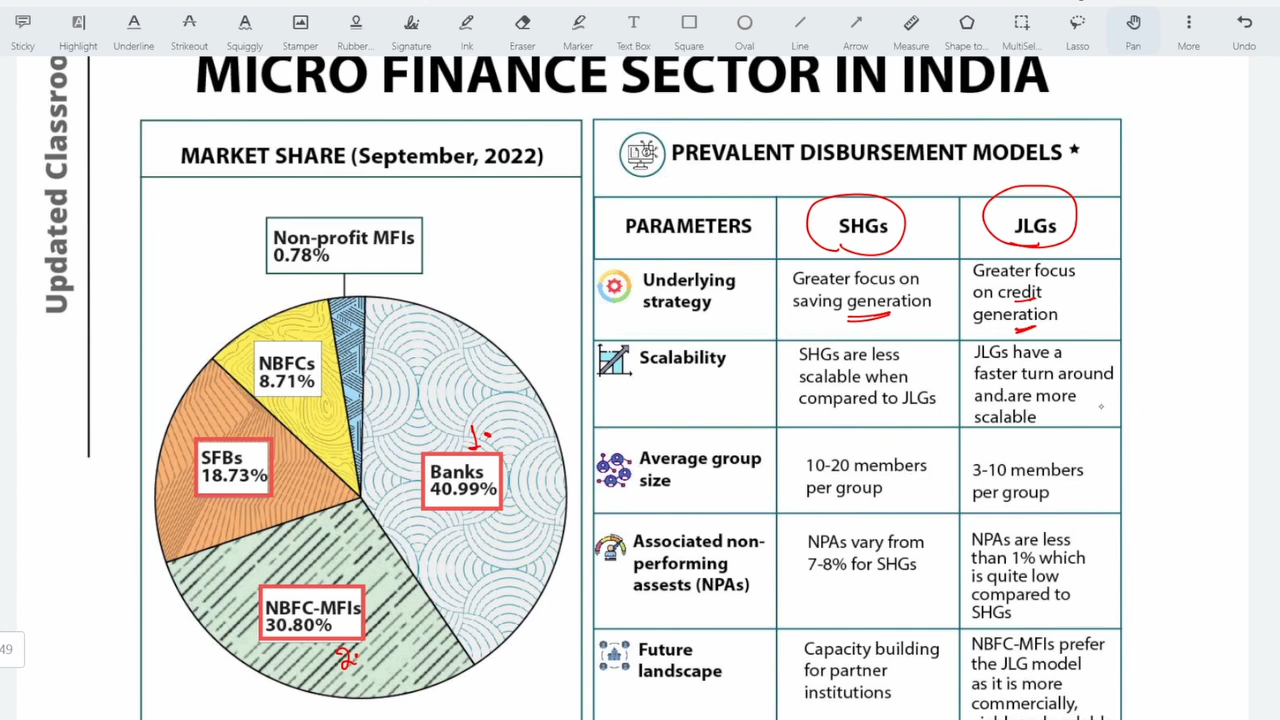 Sticky
Highlight
Underline
Strikeout
Squiggly
Stamper
Rubber...
Signature
Ink
Eraser
Marker
Text Box
Square
Oval
Line
Arrow
Measure
Shape to...
MultiSel...
Lasso
Pan
More
Undo
Updated Classroo
MICRO FINANCE SECTOR IN INDIA
MARKET SHARE (September, 2022)
Non-profit MFIs
0.78%
NBFCs
8.71%
SFBs
18.73%
1.
Banks
40.99%
NBFC-MFIs
30.80%
2.
49
PREVALENT DISBURSEMENT MODELS ★
PARAMETERS
SHGs
JLGs
Underlying
strategy
Greater focus on
saving generation
Greater focus
on credit
generation
Scalability
SHGs are less
scalable when
compared to JLGs
JLGs have a
faster turn around
and.are more
scalable
Average group
size
10-20 members
per group
3-10 members
per group
Associated non-
performing
assests (NPAs)
NPAs vary from
7-8% for SHGs
NPAs are less
than 1% which
is quite low
compared to
SHGs
Future
landscape
Capacity building
for partner
institutions
NBFC-MFIs prefer
the JLG model
as it is more
commercially,